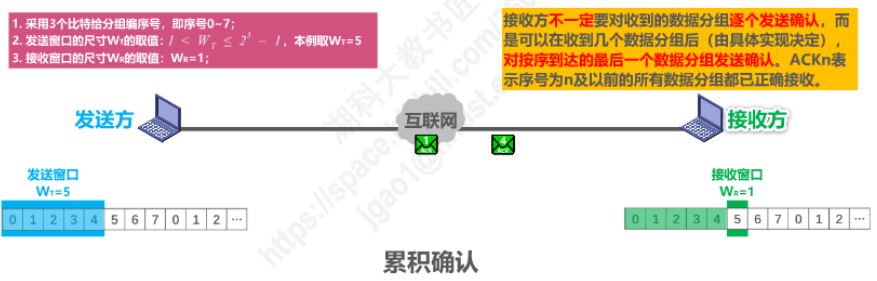 1. 采用3个比特给分组编序号，即序号0~7；
2. 发送窗口的尺寸WT的取值：1 < WT ≤ 2³ − 1，本例取WT=5
3. 接收窗口的尺寸WR的取值：WR=1；
接收方不一定要对收到的数据分组逐个发送确认，而
是可以在收到几个数据分组后（由具体实现决定），
对按序到达的最后一个数据分组发送确认。ACKn表
示序号为n及以前的所有数据分组都已正确接收。
发送方
互联网
接收方
1
ACK
4
ACK
发送窗口
WT=5
接收窗口
WR=1
0 1 2 3 4 5 6 7 0 1 2 ···
0 1 2 3 4 5 6 7 0 1 2 ···
累积确认